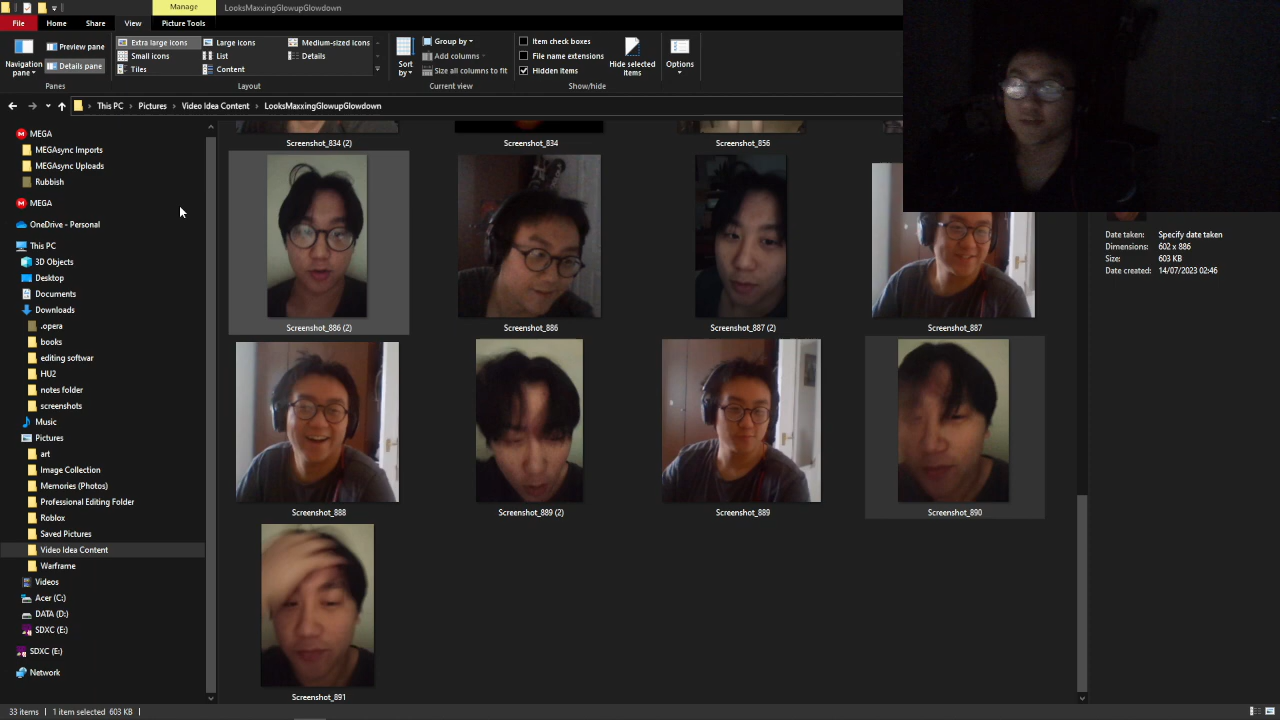 Manage
LooksMaxxingGlowupGlowdown
File
Home
Share
View
Picture Tools
Navigation
pane
Preview pane
Details pane
Panes
Extra large icons
Large icons
Medium-sized icons
Small icons
List
Details
Tiles
Content
Layout
Sort
by
Group by
Add columns
Size all columns to fit
Current view
Item check boxes
File name extensions
Hidden items
Hide selected
items
Show/hide
Options
This PC
Pictures
Video Idea Content
LooksMaxxingGlowupGlowdown
MEGA
MEGAsync Imports
MEGAsync Uploads
Rubbish
MEGA
OneDrive - Personal
This PC
3D Objects
Desktop
Documents
Downloads
.opera
books
editing softwar
HU2
notes folder
screenshots
Music
Pictures
art
Image Collection
Memories (Photos)
Professional Editing Folder
Roblox
Saved Pictures
Video Idea Content
Warframe
Videos
Acer (C:)
DATA (D:)
SDXC (E:)
SDXC (E:)
Network
Screenshot_834 (2)
Screenshot_834
Screenshot_856
Screenshot_886 (2)
Screenshot_886
Screenshot_887 (2)
Screenshot_887
Screenshot_888
Screenshot_889 (2)
Screenshot_889
Screenshot_890
Screenshot_891
Date taken: Specify date taken
Dimensions: 602 x 886
Size: 603 KB
Date created: 14/07/2023 02:46
33 items
1 item selected 603 KB